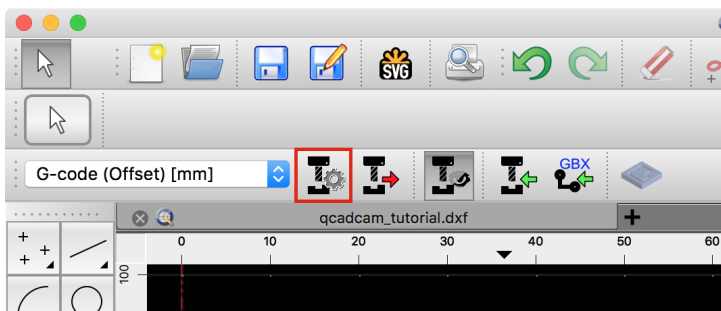 SVG
G-code (Offset) [mm]
GBX
qcadcam_tutorial.dxf
0 10 20 30 40 50 60
100